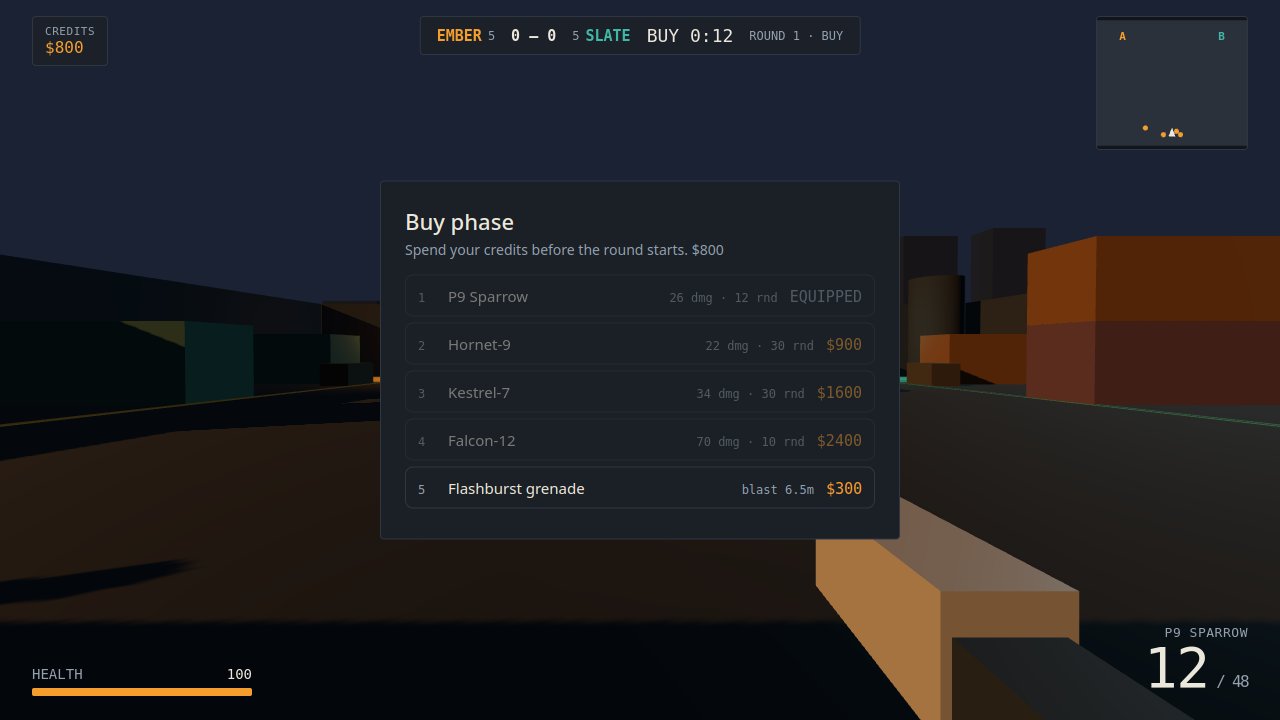 CREDITS
$800
EMBER 5 0 – 0 5 SLATE BUY 0:12 ROUND 1 · BUY
A B
Buy phase
Spend your credits before the round starts. $800
1 P9 Sparrow 26 dmg · 12 rnd EQUIPPED
2 Hornet-9 22 dmg · 30 rnd $900
3 Kestrel-7 34 dmg · 30 rnd $1600
4 Falcon-12 70 dmg · 10 rnd $2400
5 Flashburst grenade blast 6.5m $300
HEALTH 100
P9 SPARROW
12 / 48